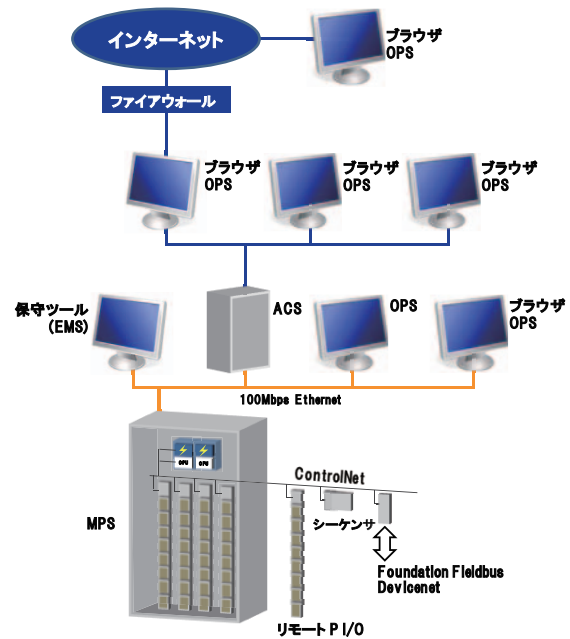 インターネット
ブラウザ
OPS
ファイアウォール
ブラウザ
OPS
ブラウザ
OPS
ブラウザ
OPS
保守ツール
(EMS)
ACS
OPS
ブラウザ
OPS
100Mbps Ethernet
CPU
CPU
ControlNet
MPS
シーケンサ
Foundation Fieldbus
Devicenet
リモートPI/O